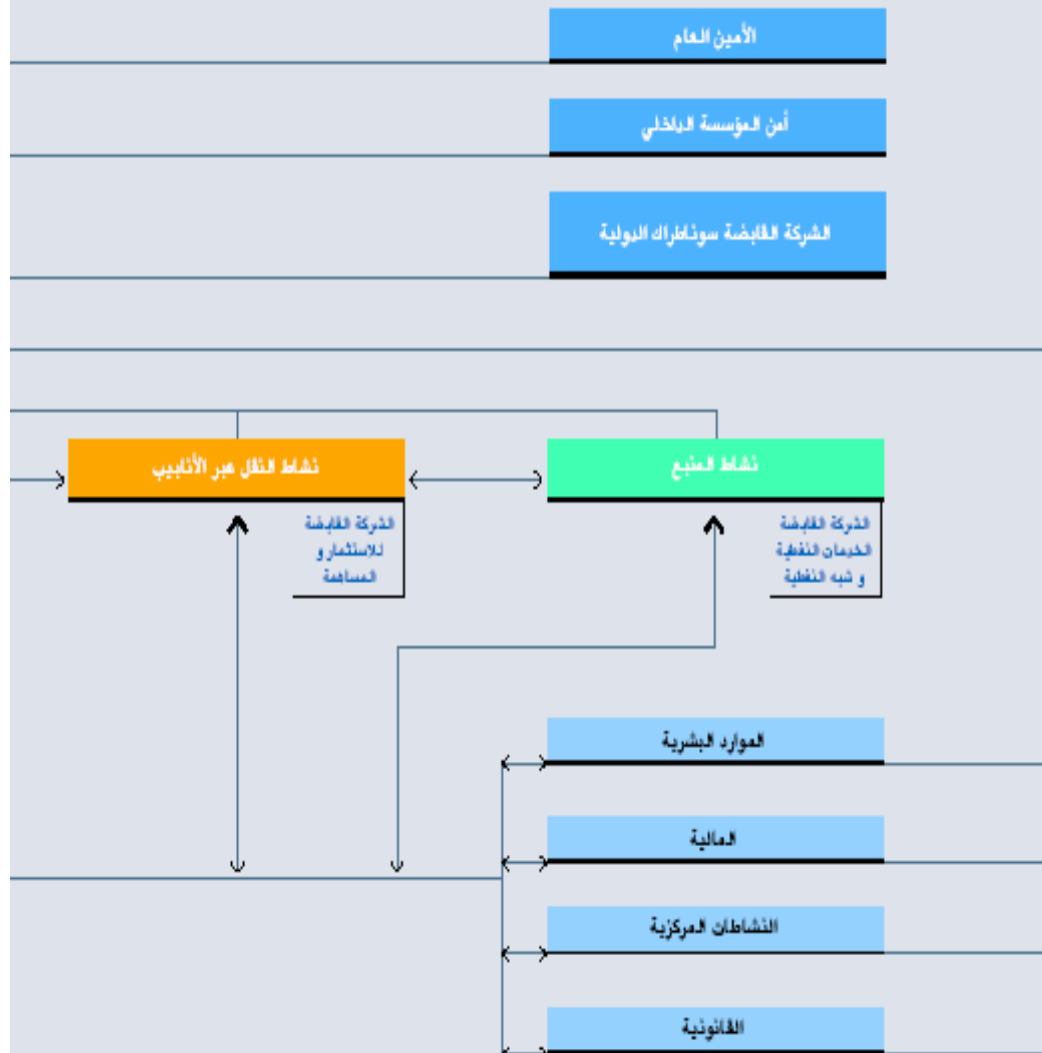 الأمين العام
أمن المؤسسة الداخلي
الشركة القابضة سوناطراك الدولية
نشاط المنبع
نشاط النقل عبر الأنابيب
الشركة القابضة
الخدمات النفطية
و شبه النفطية
الشركة القابضة
للاستثمار و
المساهمة
الموارد البشرية
المالية
النشاطات المركزية
القانونية